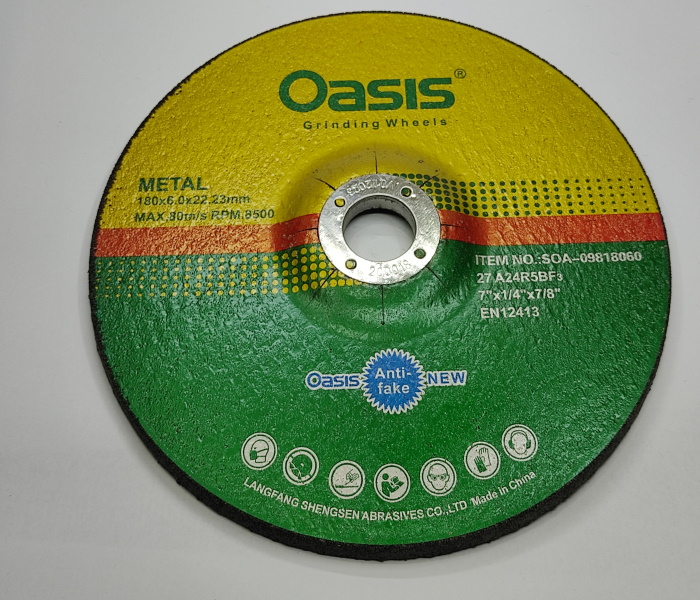 Oasis®
Grinding Wheels
METAL
180x6.0x22.23mm
MAX.80m/s RPM.8500
ITEM NO.:SOA-09818060
27 A24R5BF3
7"x1/4"x7/8"
EN12413
Oasis Anti-fake NEW
LANGFANG SHENGSEN ABRASIVES CO.,LTD Made in China